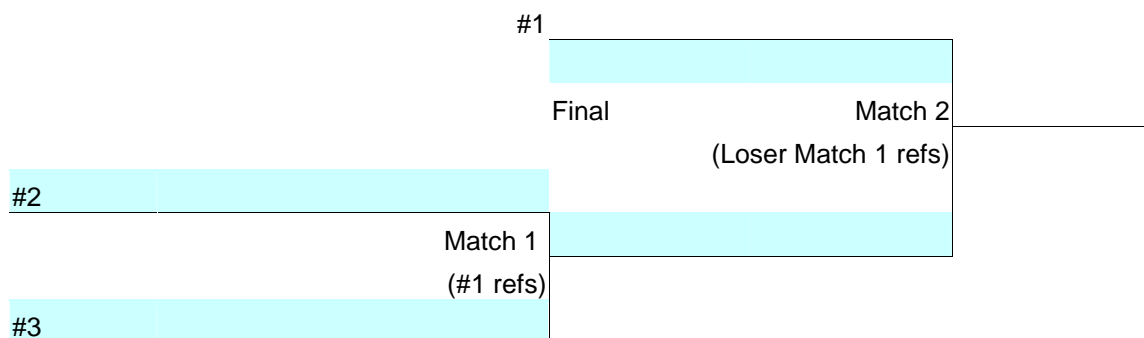 #1
Final Match 2
(Loser Match 1 refs)
#2
Match 1
(#1 refs)
#3